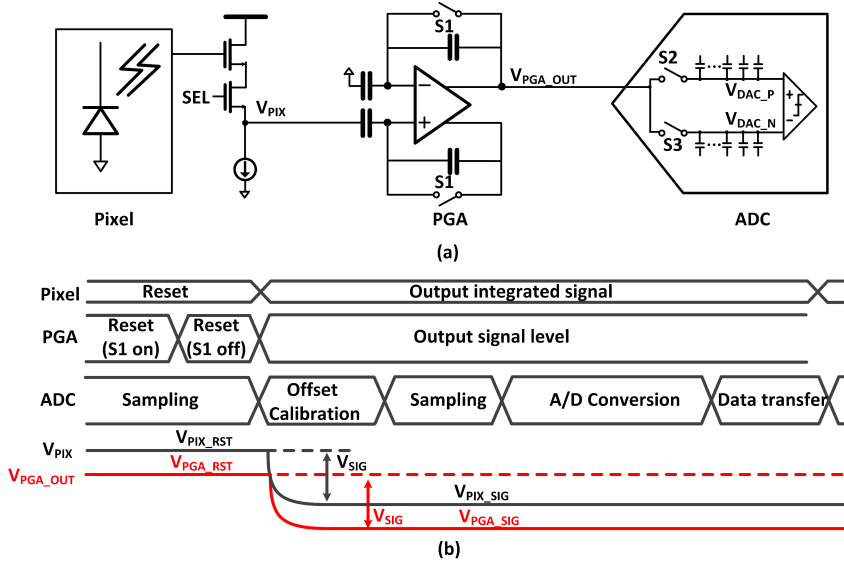 S1
SEL
V_PIX
−
+
S1
V_PGA_OUT
S2
V_DAC_P
V_DAC_N
S3
+
−
Pixel
PGA
ADC
(a)
Pixel Reset Output integrated signal
PGA Reset (S1 on) Reset (S1 off) Output signal level
ADC Sampling Offset Calibration Sampling A/D Conversion Data transfer
V_PIX V_PIX_RST
V_SIG
V_PGA_OUT V_PGA_RST
V_PIX_SIG
V_SIG V_PGA_SIG
(b)